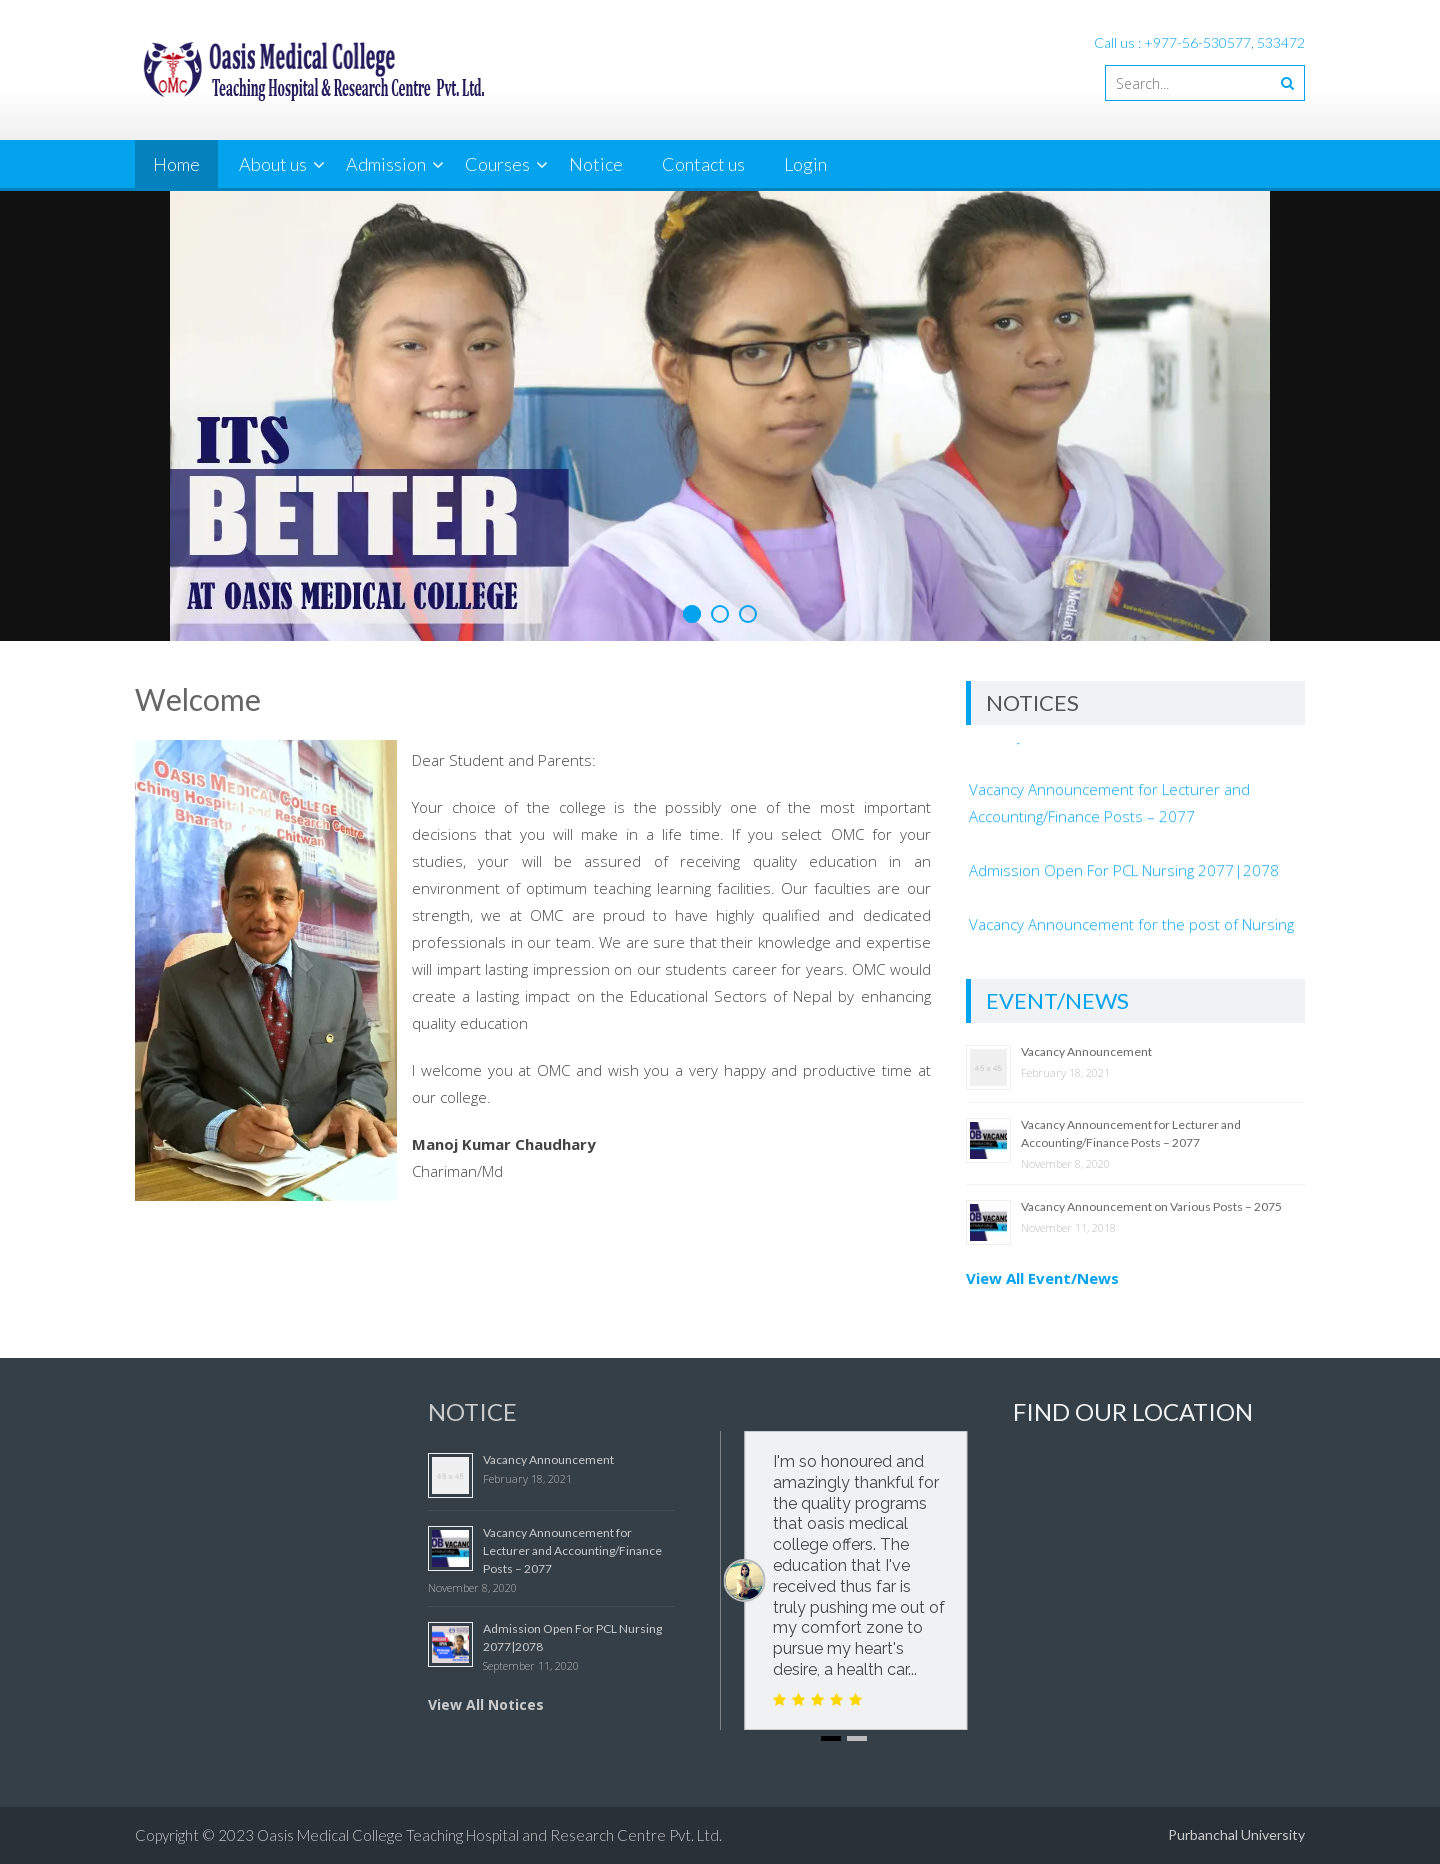 Oasis Medical College
Teaching Hospital & Research Centre Pvt. Ltd.
OMC
Call us : +977-56-530577, 533472
Search...
Home About us Admission Courses Notice Contact us Login
ITS
BETTER
AT OASIS MEDICAL COLLEGE
Welcome
OASIS MEDICAL COLLEGE
ching Hospital and Research Centre
Chitwan
Dear Student and Parents:
Your choice of the college is the possibly one of the most important
decisions that you will make in a life time. If you select OMC for your
studies, your will be assured of receiving quality education in an
environment of optimum teaching learning facilities. Our faculties are our
strength, we at OMC are proud to have highly qualified and dedicated
professionals in our team. We are sure that their knowledge and expertise
will impart lasting impression on our students career for years. OMC would
create a lasting impact on the Educational Sectors of Nepal by enhancing
quality education
I welcome you at OMC and wish you a very happy and productive time at
our college.
Manoj Kumar Chaudhary
Chariman/Md
NOTICES
Vacancy Announcement for Lecturer and
Accounting/Finance Posts – 2077
Admission Open For PCL Nursing 2077|2078
Vacancy Announcement for the post of Nursing
EVENT/NEWS
45 x 45
Vacancy Announcement
February 18, 2021
Vacancy Announcement for Lecturer and
Accounting/Finance Posts – 2077
November 8, 2020
Vacancy Announcement on Various Posts – 2075
November 11, 2018
View All Event/News
NOTICE
45 x 45
Vacancy Announcement
February 18, 2021
Vacancy Announcement for
Lecturer and Accounting/Finance
Posts – 2077
November 8, 2020
Admission Open For PCL Nursing
2077|2078
September 11, 2020
View All Notices
I'm so honoured and
amazingly thankful for
the quality programs
that oasis medical
college offers. The
education that I've
received thus far is
truly pushing me out of
my comfort zone to
pursue my heart's
desire, a health car...
FIND OUR LOCATION
Copyright © 2023 Oasis Medical College Teaching Hospital and Research Centre Pvt. Ltd.
Purbanchal University